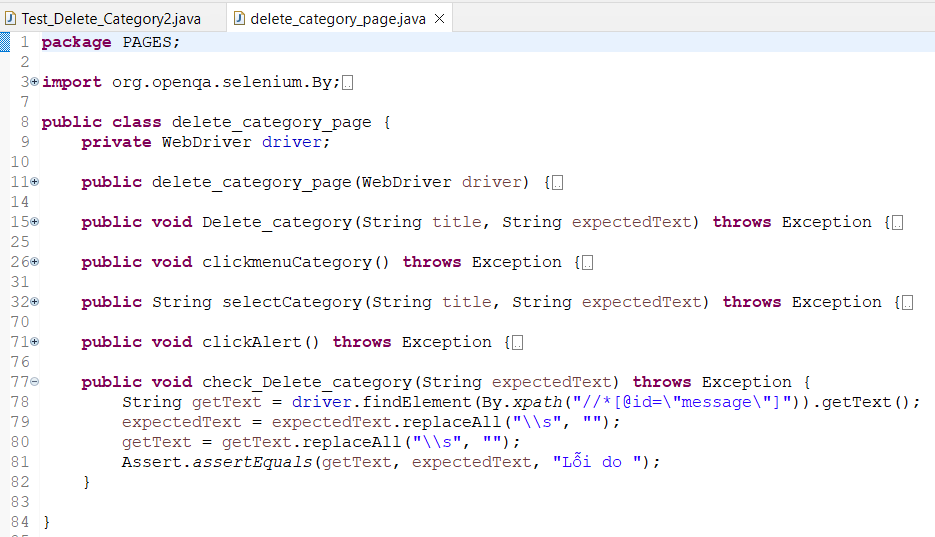 Test_Delete_Category2.java delete_category_page.java
1 package PAGES;
2
3 import org.openqa.selenium.By;
7
8 public class delete_category_page {
9 private WebDriver driver;
10
11 public delete_category_page(WebDriver driver) {
14
15 public void Delete_category(String title, String expectedText) throws Exception {
25
26 public void clickmenuCategory() throws Exception {
31
32 public String selectCategory(String title, String expectedText) throws Exception {
70
71 public void clickAlert() throws Exception {
76
77 public void check_Delete_category(String expectedText) throws Exception {
78 String getText = driver.findElement(By.xpath("//*[@id=\"message\"]")).getText();
79 expectedText = expectedText.replaceAll("\\s", "");
80 getText = getText.replaceAll("\\s", "");
81 Assert.assertEquals(getText, expectedText, "Lỗi do ");
82 }
83
84 }